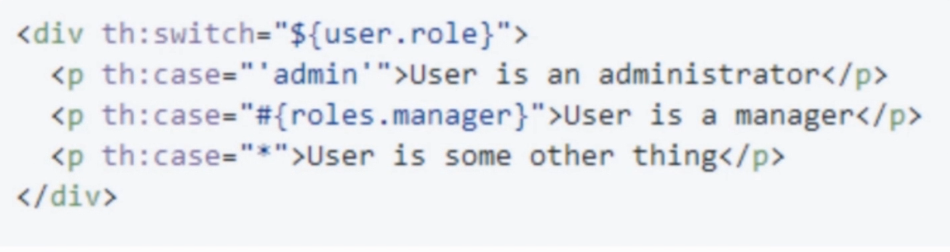 <div th:switch="${user.role}">
  <p th:case="'admin'">User is an administrator</p>
  <p th:case="#{roles.manager}">User is a manager</p>
  <p th:case="*">User is some other thing</p>
</div>